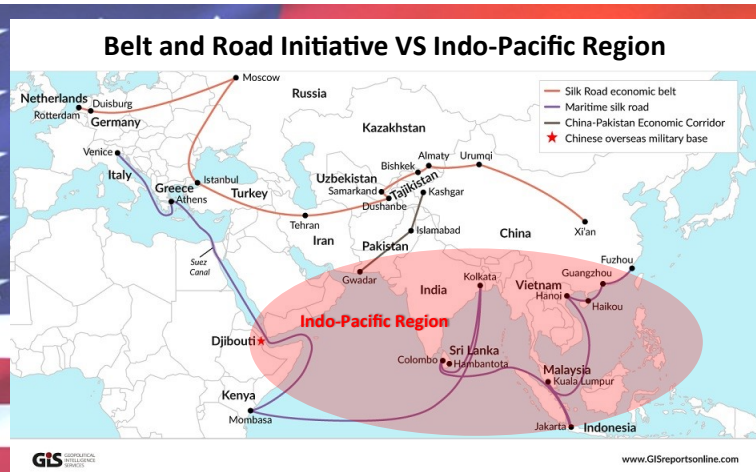 Belt and Road Initiative VS Indo-Pacific Region
Silk Road economic belt
Maritime silk road
China-Pakistan Economic Corridor
Chinese overseas military base
Moscow
Netherlands
Duisburg
Rotterdam
Germany
Russia
Kazakhstan
Venice
Italy
Almaty
Urumqi
Bishkek
Uzbekistan
Samarkand
Tajikistan
Kashgar
Dushanbe
Istanbul
Greece
Turkey
Athens
Tehran
Iran
Islamabad
Pakistan
China
Xi'an
Suez
Canal
Gwadar
Fuzhou
Guangzhou
Kolkata
India
Vietnam
Hanoi
Haikou
Indo-Pacific Region
Djibouti
Sri Lanka
Colombo
Hambantota
Malaysia
Kuala Lumpur
Kenya
Mombasa
Jakarta
Indonesia
GIS
GEOPOLITICAL
INTELLIGENCE
SERVICES
www.GISreportsonline.com